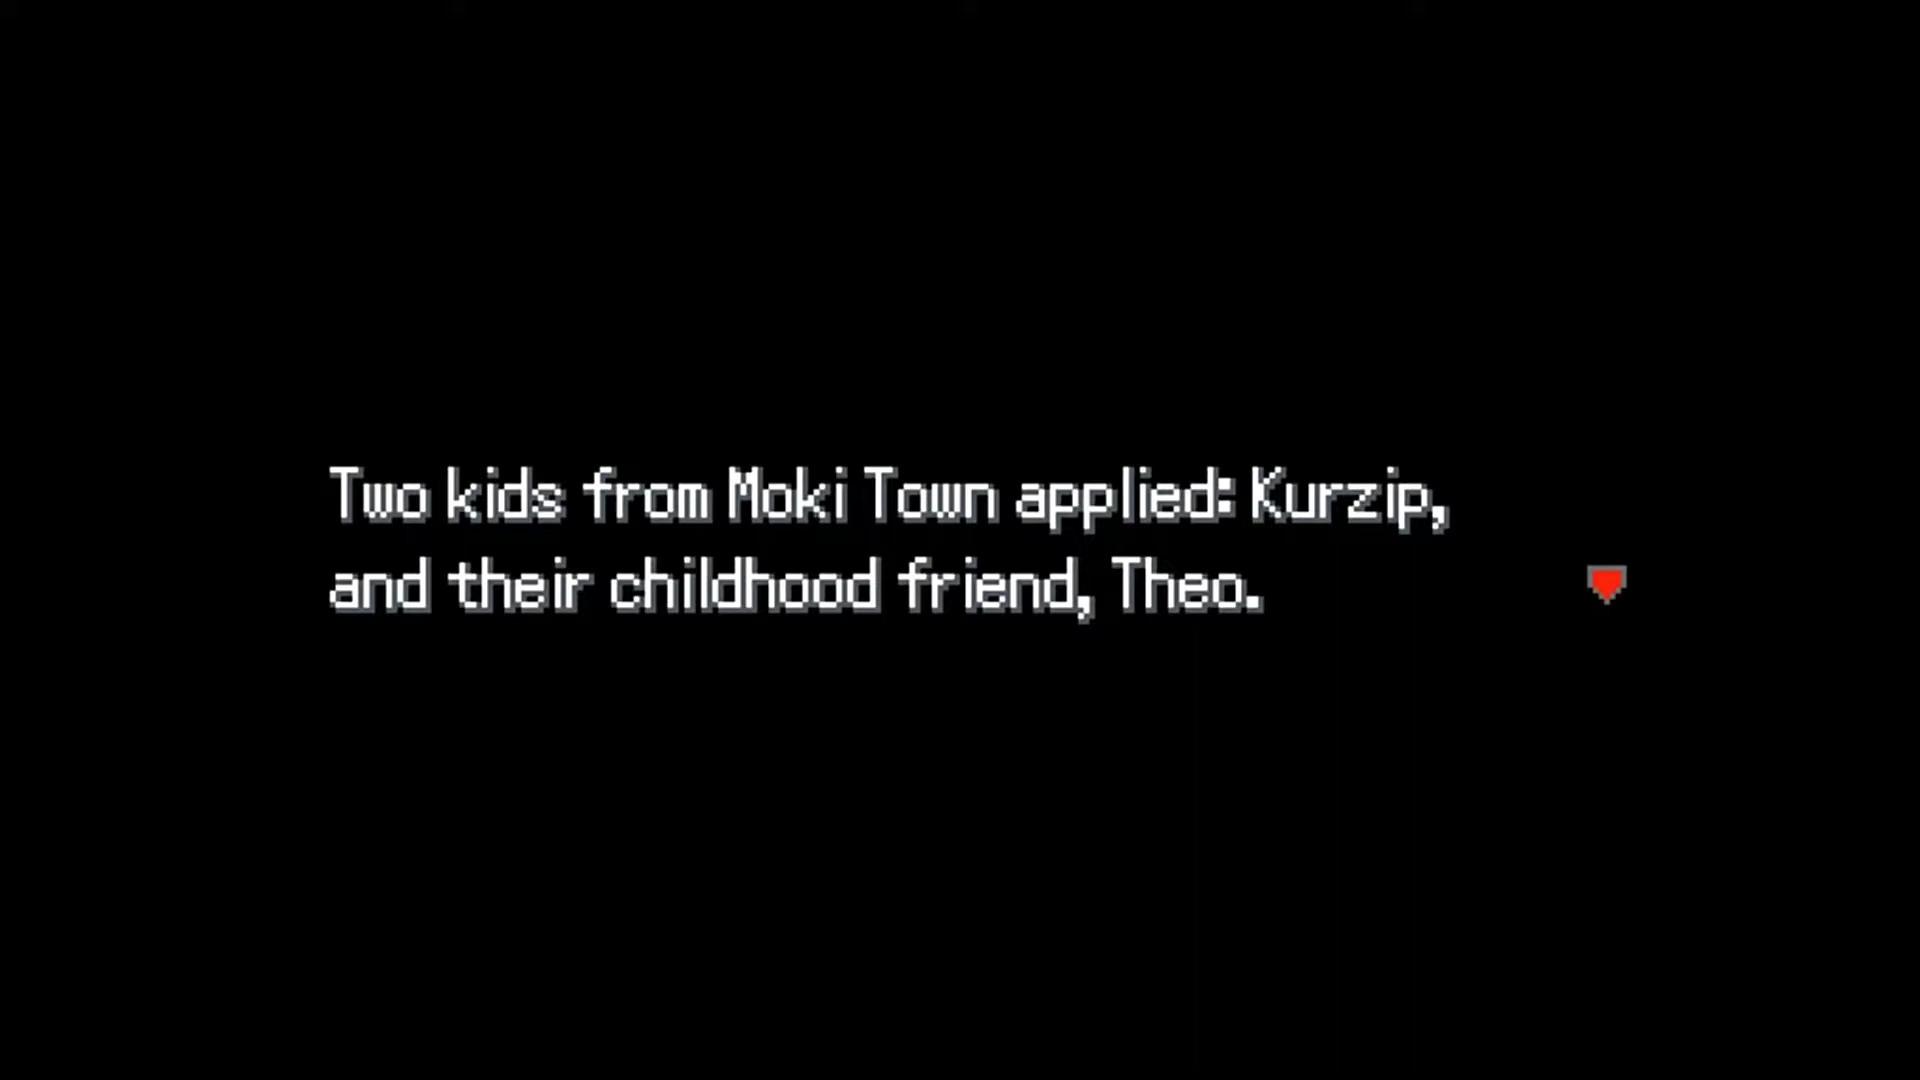 Two kids from Moki Town applied: Kurzip,
and their childhood friend, Theo.